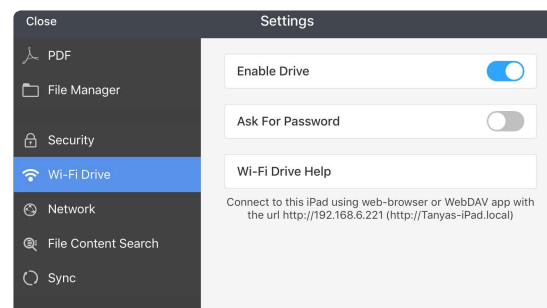 Close
Settings
PDF
File Manager
Security
Wi-Fi Drive
Network
File Content Search
Sync
Enable Drive
Ask For Password
Wi-Fi Drive Help
Connect to this iPad using web-browser or WebDAV app with
the url http://192.168.6.221 (http://Tanyas-iPad.local)